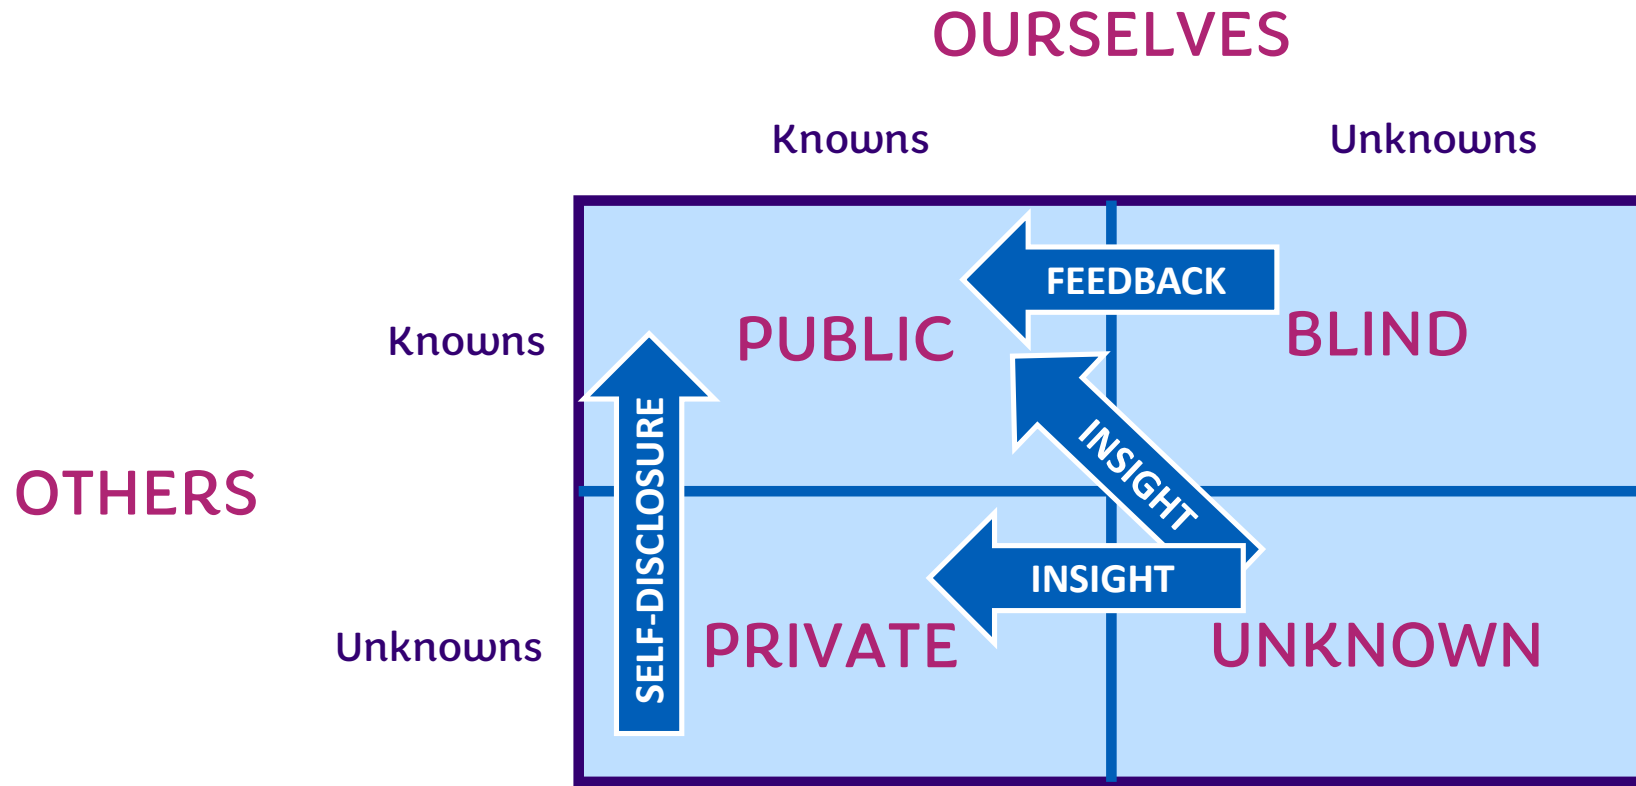 OURSELVES
Knowns
Unknowns
FEEDBACK
Knowns
PUBLIC
BLIND
INSIGHT
SELF-DISCLOSURE
OTHERS
INSIGHT
Unknowns
PRIVATE
UNKNOWN